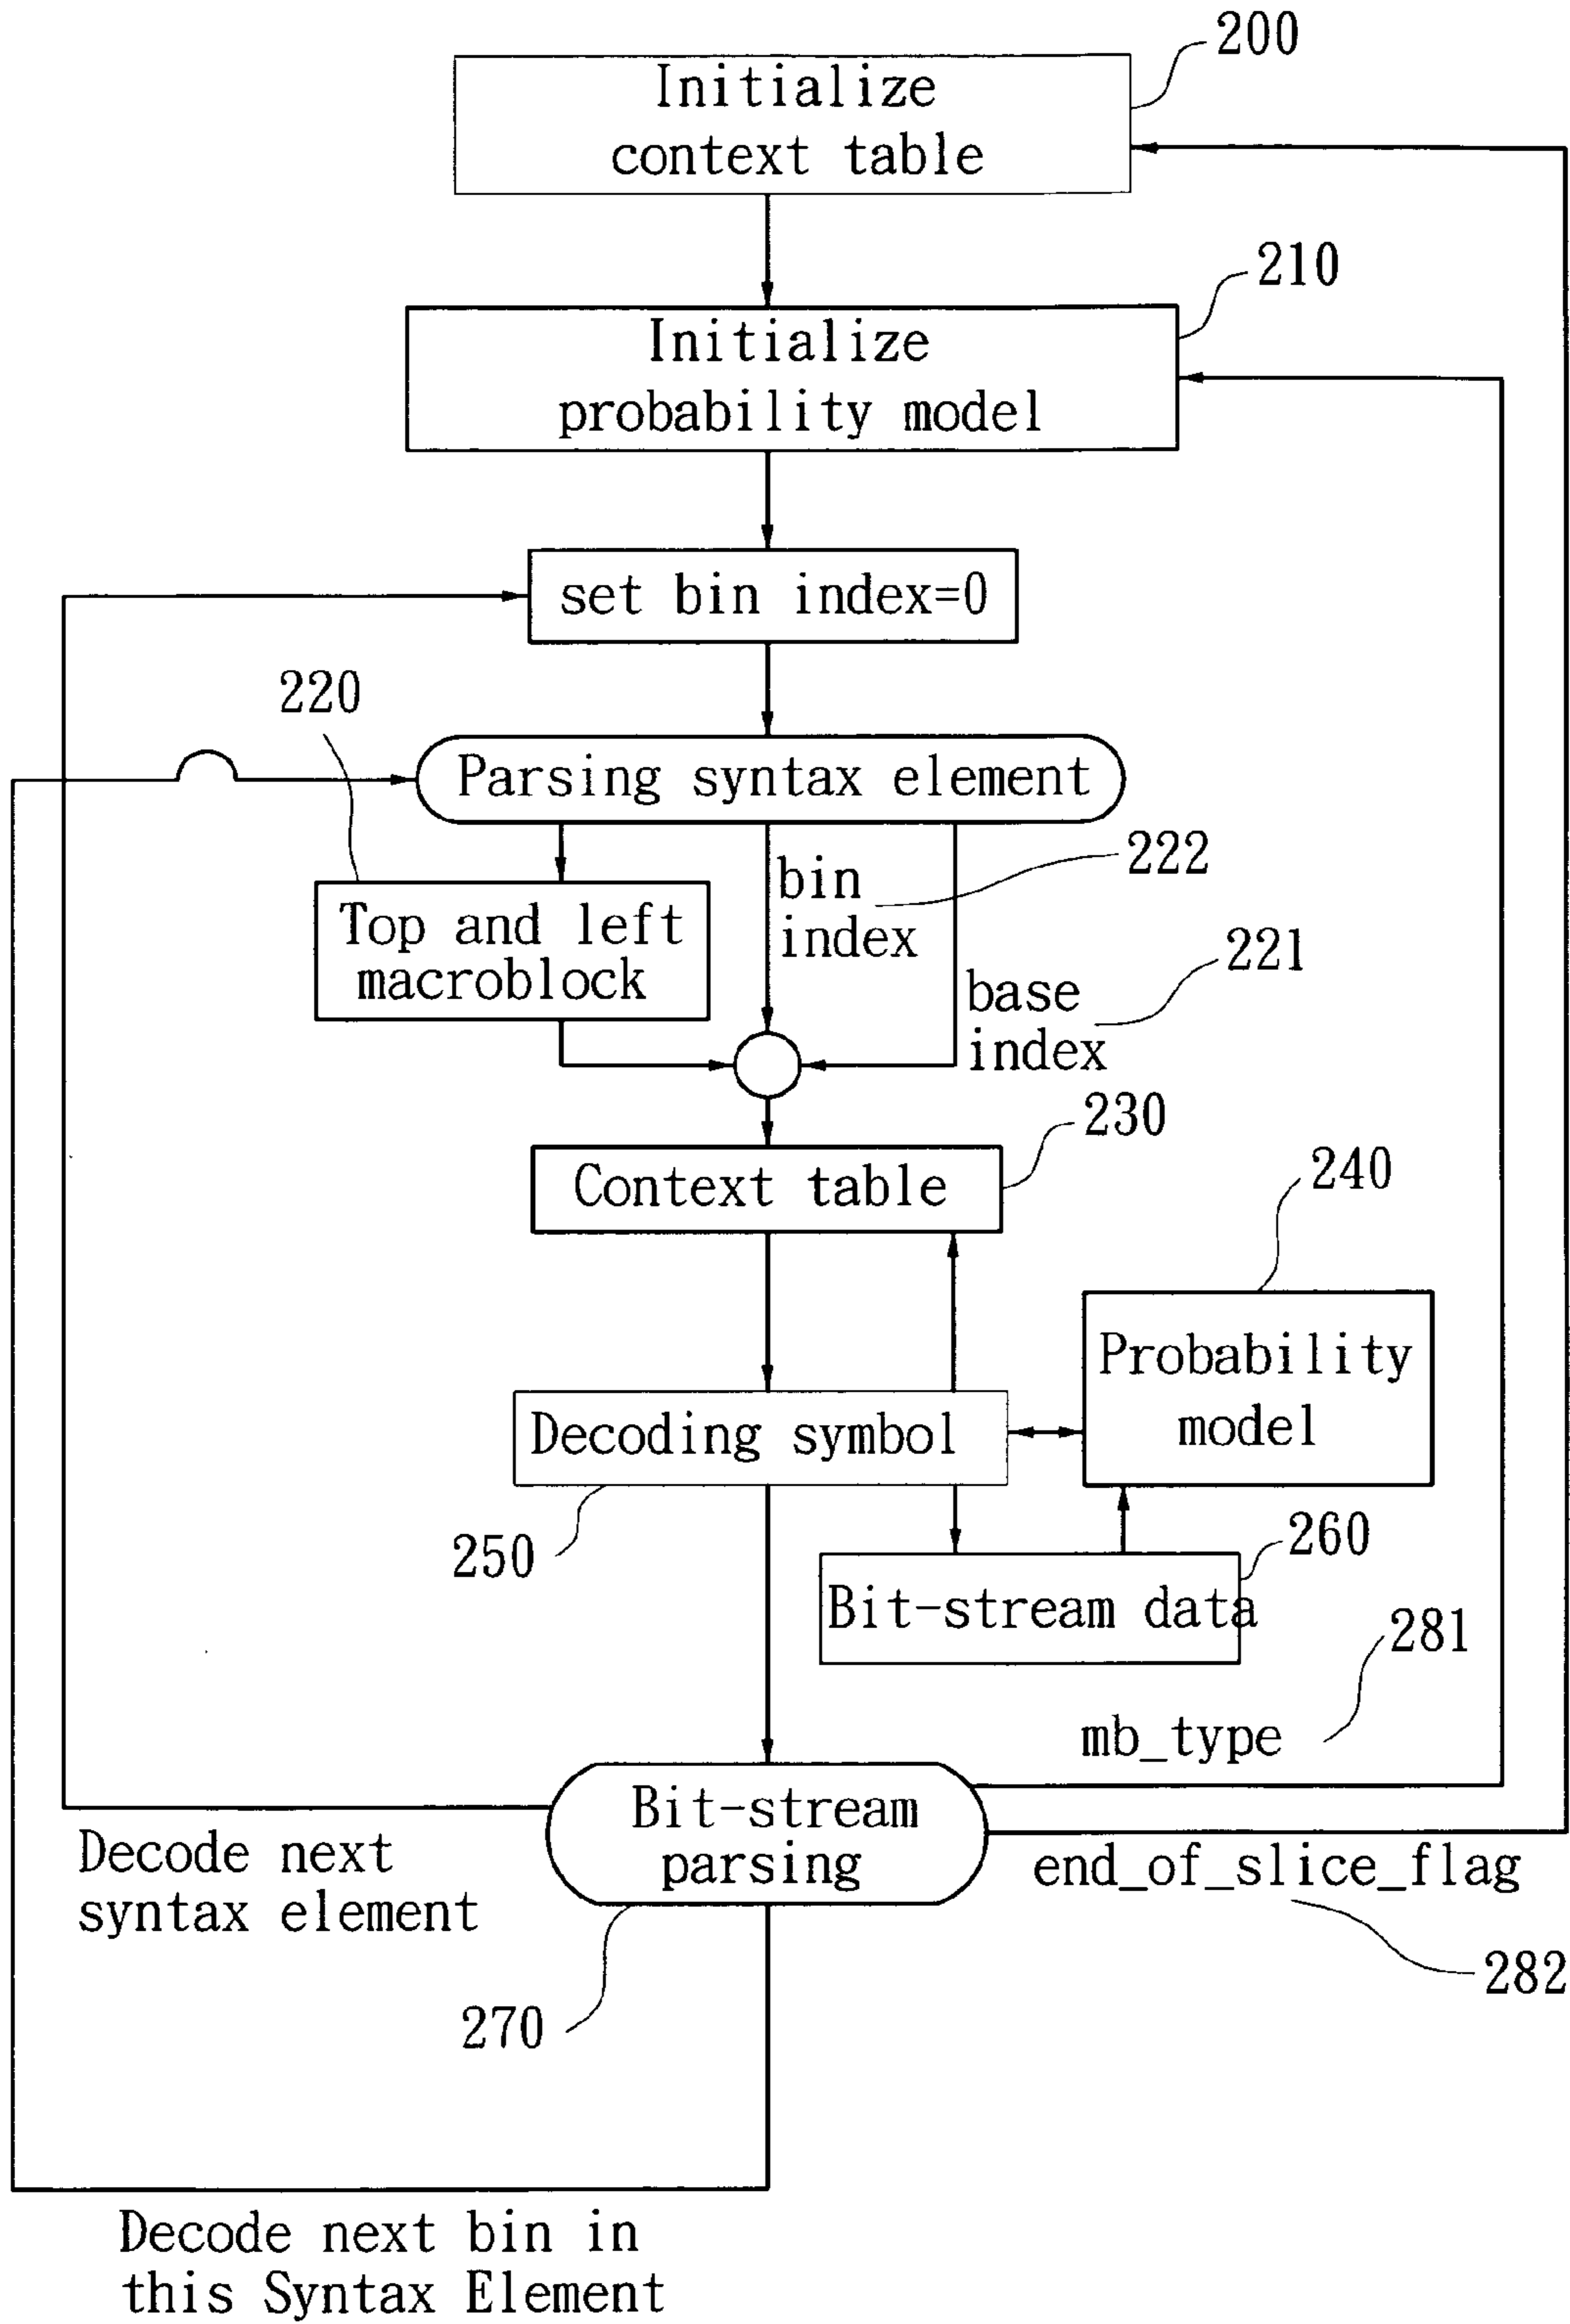 200
Initialize
context table
210
Initialize
probability model
set bin index=0
220
Parsing syntax element
222
bin
index
Top and left
macroblock
221
base
index
230
Context table
240
Probability
model
Decoding symbol
250
260
Bit-stream data
281
mb_type
Bit-stream
parsing
Decode next
syntax element
end_of_slice_flag
282
270
Decode next bin in
this Syntax Element